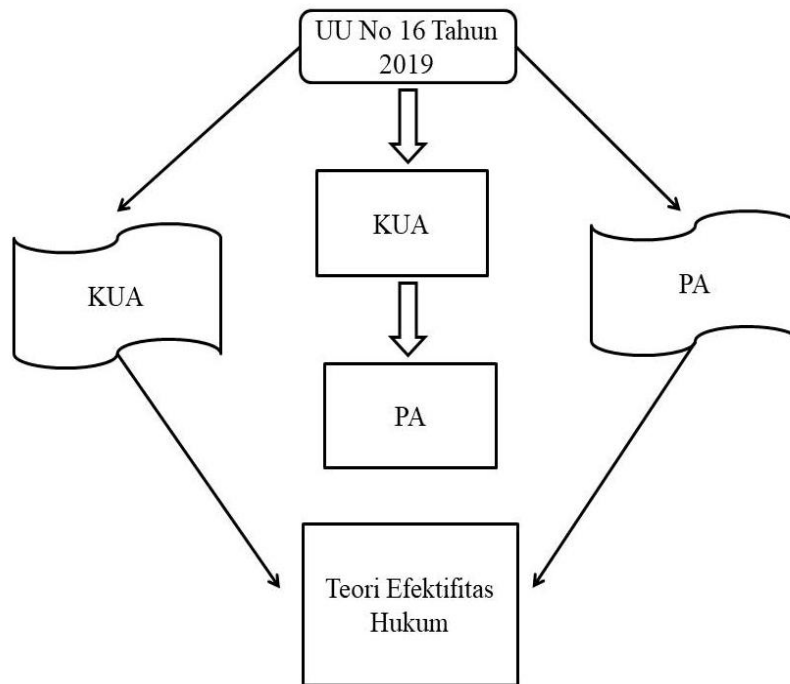 UU No 16 Tahun
2019
KUA
KUA
PA
PA
Teori Efektifitas
Hukum